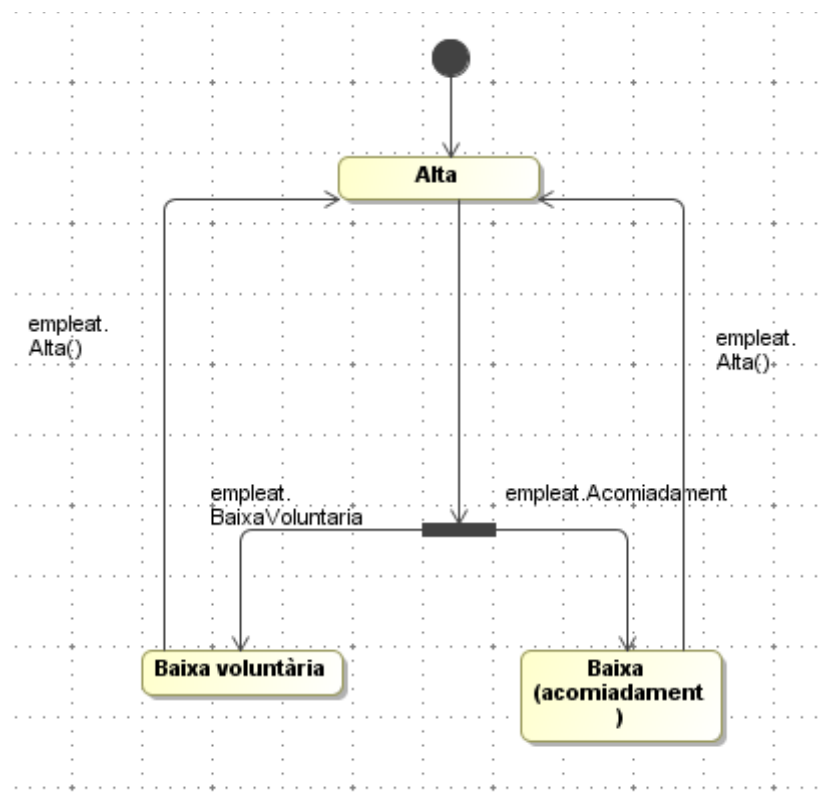 Alta
empleat.
Alta()
empleat.
Alta()
empleat.
BaixaVoluntaria
empleat.Acomiadament
Baixa voluntària
Baixa
(acomiadament
)